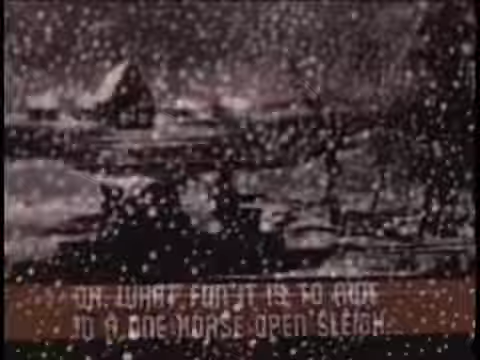 OH, WHAT FUN IT IS TO RIDE
IN A ONE HORSE OPEN SLEIGH